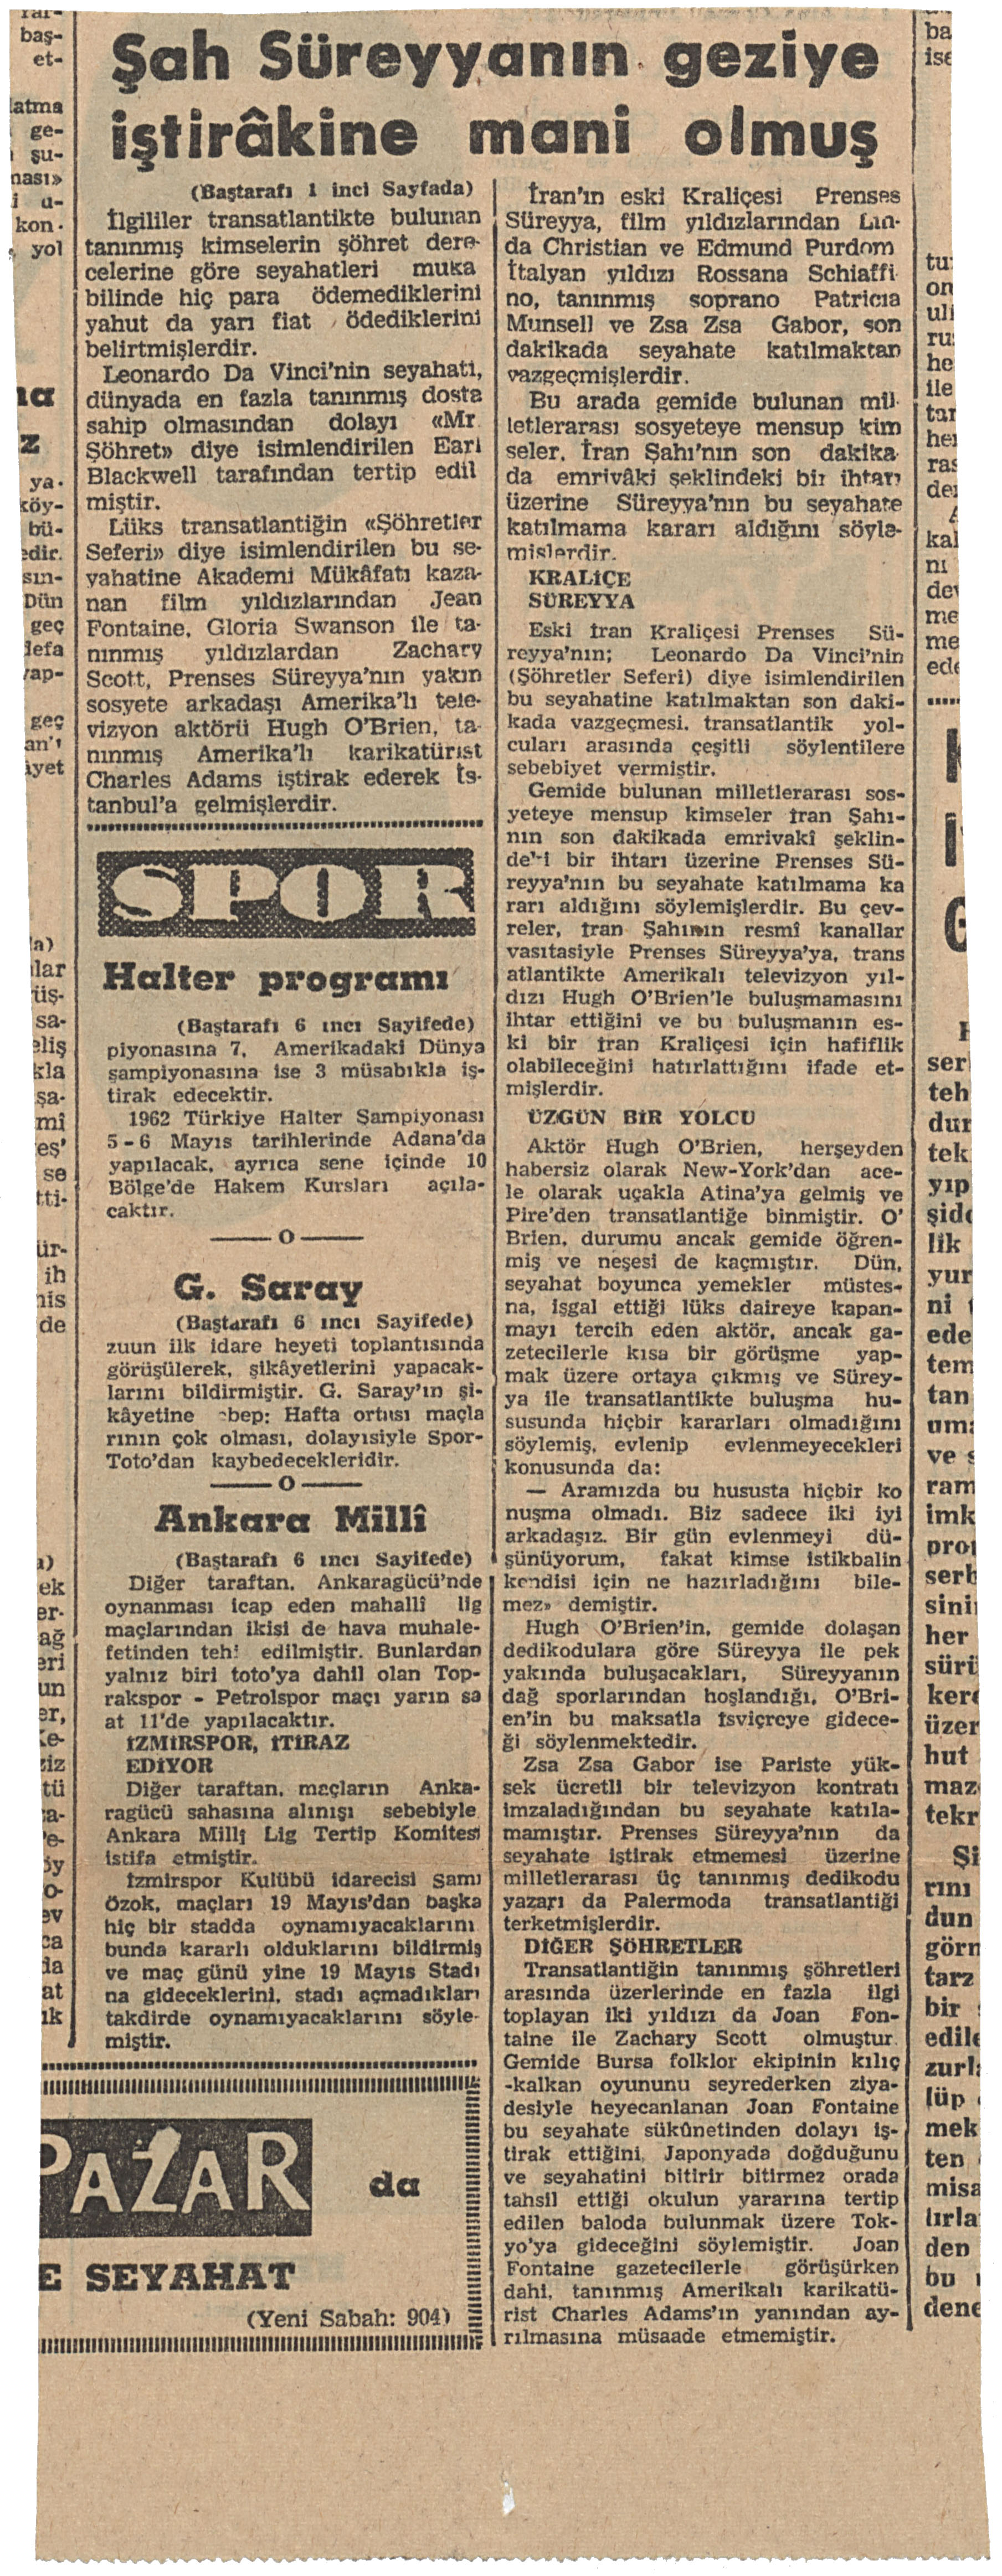 Şah Süreyyanın geziye
iştirâkine mani olmuş
(Baştarafı 1 inci Sayfada)
İlgililer transatlantikte bulunan
tanınmış kimselerin şöhret dere-
celerine göre seyahatleri muka
bilinde hiç para ödemediklerini
yahut da yarı fiat ödediklerini
belirtmişlerdir.
Leonardo Da Vinci'nin seyahati,
dünyada en fazla tanınmış dosta
sahip olmasından dolayı «Mr.
Şöhret» diye isimlendirilen Earl
Blackwell tarafından tertip edil
miştir.
Lüks transatlantiğin «Şöhretler
Seferi» diye isimlendirilen bu se-
yahatine Akademi Mükâfatı kaza-
nan film yıldızlarından Jean
Fontaine, Gloria Swanson ile ta-
nınmış yıldızlardan Zachary
Scott, Prenses Süreyya'nın yakın
sosyete arkadaşı Amerika'lı tele-
vizyon aktörü Hugh O'Brien, ta-
nınmış Amerika'lı karikatürist
Charles Adams iştirak ederek İs-
tanbul'a gelmişlerdir.
İran'ın eski Kraliçesi Prenses
Süreyya, film yıldızlarından Lin-
da Christian ve Edmund Purdom
İtalyan yıldızı Rossana Schiaffi
no, tanınmış soprano Patricia
Munsell ve Zsa Zsa Gabor, son
dakikada seyahate katılmaktan
vazgeçmişlerdir.
Bu arada gemide bulunan mil
letlerarası sosyeteye mensup kim
seler, İran Şahı'nın son dakika
da emrivâki şeklindeki bir ihtarı
üzerine Süreyya'nın bu seyahate
katılmama kararı aldığını söyle-
mişlerdir.
KRALİÇE
SÜREYYA
Eski İran Kraliçesi Prenses Sü-
reyya'nın; Leonardo Da Vinci'nin
(Şöhretler Seferi) diye isimlendirilen
bu seyahatine katılmaktan son daki-
kada vazgeçmesi, transatlantik yol-
cuları arasında çeşitli söylentilere
sebebiyet vermiştir.
Gemide bulunan milletlerarası sos-
yeteye mensup kimseler İran Şahı-
nın son dakikada emrivaki şeklin-
de'-i bir ihtarı üzerine Prenses Sü-
reyya'nın bu seyahate katılmama ka
rarı aldığını söylemişlerdir. Bu çev-
reler, İran Şahının resmî kanallar
vasıtasiyle Prenses Süreyya'ya, trans
atlantikte Amerikalı televizyon yıl-
dızı Hugh O'Brien'le buluşmamasını
ihtar ettiğini ve bu buluşmanın es-
ki bir İran Kraliçesi için hafiflik
olabileceğini hatırlattığını ifade et-
mişlerdir.
ÜZGÜN BİR YOLCU
Aktör Hugh O'Brien, herşeyden
habersiz olarak New-York'dan ace-
le olarak uçakla Atina'ya gelmiş ve
Pire'den transatlantiğe binmiştir. O'
Brien, durumu ancak gemide öğren-
miş ve neşesi de kaçmıştır. Dün,
seyahat boyunca yemekler müstes-
na, işgal ettiği lüks daireye kapan-
mayı tercih eden aktör, ancak ga-
zetecilerle kısa bir görüşme yap-
mak üzere ortaya çıkmış ve Sürey-
ya ile transatlantikte buluşma hu-
susunda hiçbir kararları olmadığını
söylemiş, evlenip evlenmeyecekleri
konusunda da:
— Aramızda bu hususta hiçbir ko
nuşma olmadı. Biz sadece iki iyi
arkadaşız. Bir gün evlenmeyi dü-
şünüyorum, fakat kimse istikbalin
kendisi için ne hazırladığını bile-
mez» demiştir.
Hugh O'Brien'in, gemide dolaşan
dedikodulara göre Süreyya ile pek
yakında buluşacakları, Süreyyanın
dağ sporlarından hoşlandığı, O'Bri-
en'in bu maksatla İsviçreye gidece-
ği söylenmektedir.
Zsa Zsa Gabor ise Pariste yük-
sek ücretli bir televizyon kontratı
imzaladığından bu seyahate katıla-
mamıştır. Prenses Süreyya'nın da
seyahate iştirak etmemesi üzerine
milletlerarası üç tanınmış dedikodu
yazarı da Palermoda transatlantiği
terketmişlerdir.
DİĞER ŞÖHRETLER
Transatlantiğin tanınmış şöhretleri
arasında üzerlerinde en fazla ilgi
toplayan iki yıldızı da Joan Fon-
taine ile Zachary Scott olmuştur.
Gemide Bursa folklor ekipinin kılıç
-kalkan oyununu seyrederken ziya-
desiyle heyecanlanan Joan Fontaine
bu seyahate sükûnetinden dolayı iş-
tirak ettiğini, Japonyada doğduğunu
ve seyahatini bitirir bitirmez orada
tahsil ettiği okulun yararına tertip
edilen baloda bulunmak üzere Tok-
yo'ya gideceğini söylemiştir. Joan
Fontaine gazetecilerle görüşürken
dahi, tanınmış Amerikalı karikatü-
rist Charles Adams'ın yanından ay-
rılmasına müsaade etmemiştir.
SPOR
Halter programı
(Baştarafı 6 ıncı Sayifede)
piyonasına 7, Amerikadaki Dünya
şampiyonasına ise 3 müsabıkla iş-
tirak edecektir.
1962 Türkiye Halter Şampiyonası
5-6 Mayıs tarihlerinde Adana'da
yapılacak, ayrıca sene içinde 10
Bölge'de Hakem Kursları açıla-
caktır.
—— O ——
G. Saray
(Baştarafı 6 ıncı Sayifede)
zuun ilk idare heyeti toplantısında
görüşülerek, şikâyetlerini yapacak-
larını bildirmiştir. G. Saray'ın şi-
kâyetine bep: Hafta ortası maçla
rının çok olması, dolayısiyle Spor-
Toto'dan kaybedecekleridir.
—— O ——
Ankara Millî
(Baştarafı 6 ıncı Sayifede)
Diğer taraftan, Ankaragücü'nde
oynanması icap eden mahallî lig
maçlarından ikisi de hava muhale-
fetinden teh! edilmiştir. Bunlardan
yalnız biri toto'ya dahil olan Top-
rakspor - Petrolspor maçı yarın sa
at 11'de yapılacaktır.
İZMİRSPOR, İTİRAZ
EDİYOR
Diğer taraftan, maçların Anka-
ragücü sahasına alınışı sebebiyle
Ankara Millî Lig Tertip Komitesi
istifa etmiştir.
İzmirspor Kulübü idarecisi Sami
Özok, maçları 19 Mayıs'dan başka
hiç bir stadda oynamıyacaklarını
bunda kararlı olduklarını bildirmiş
ve maç günü yine 19 Mayıs Stadı
na gideceklerini, stadı açmadıkları
takdirde oynamıyacaklarını söyle-
miştir.
PAZAR da
E SEYAHAT
(Yeni Sabah: 904)